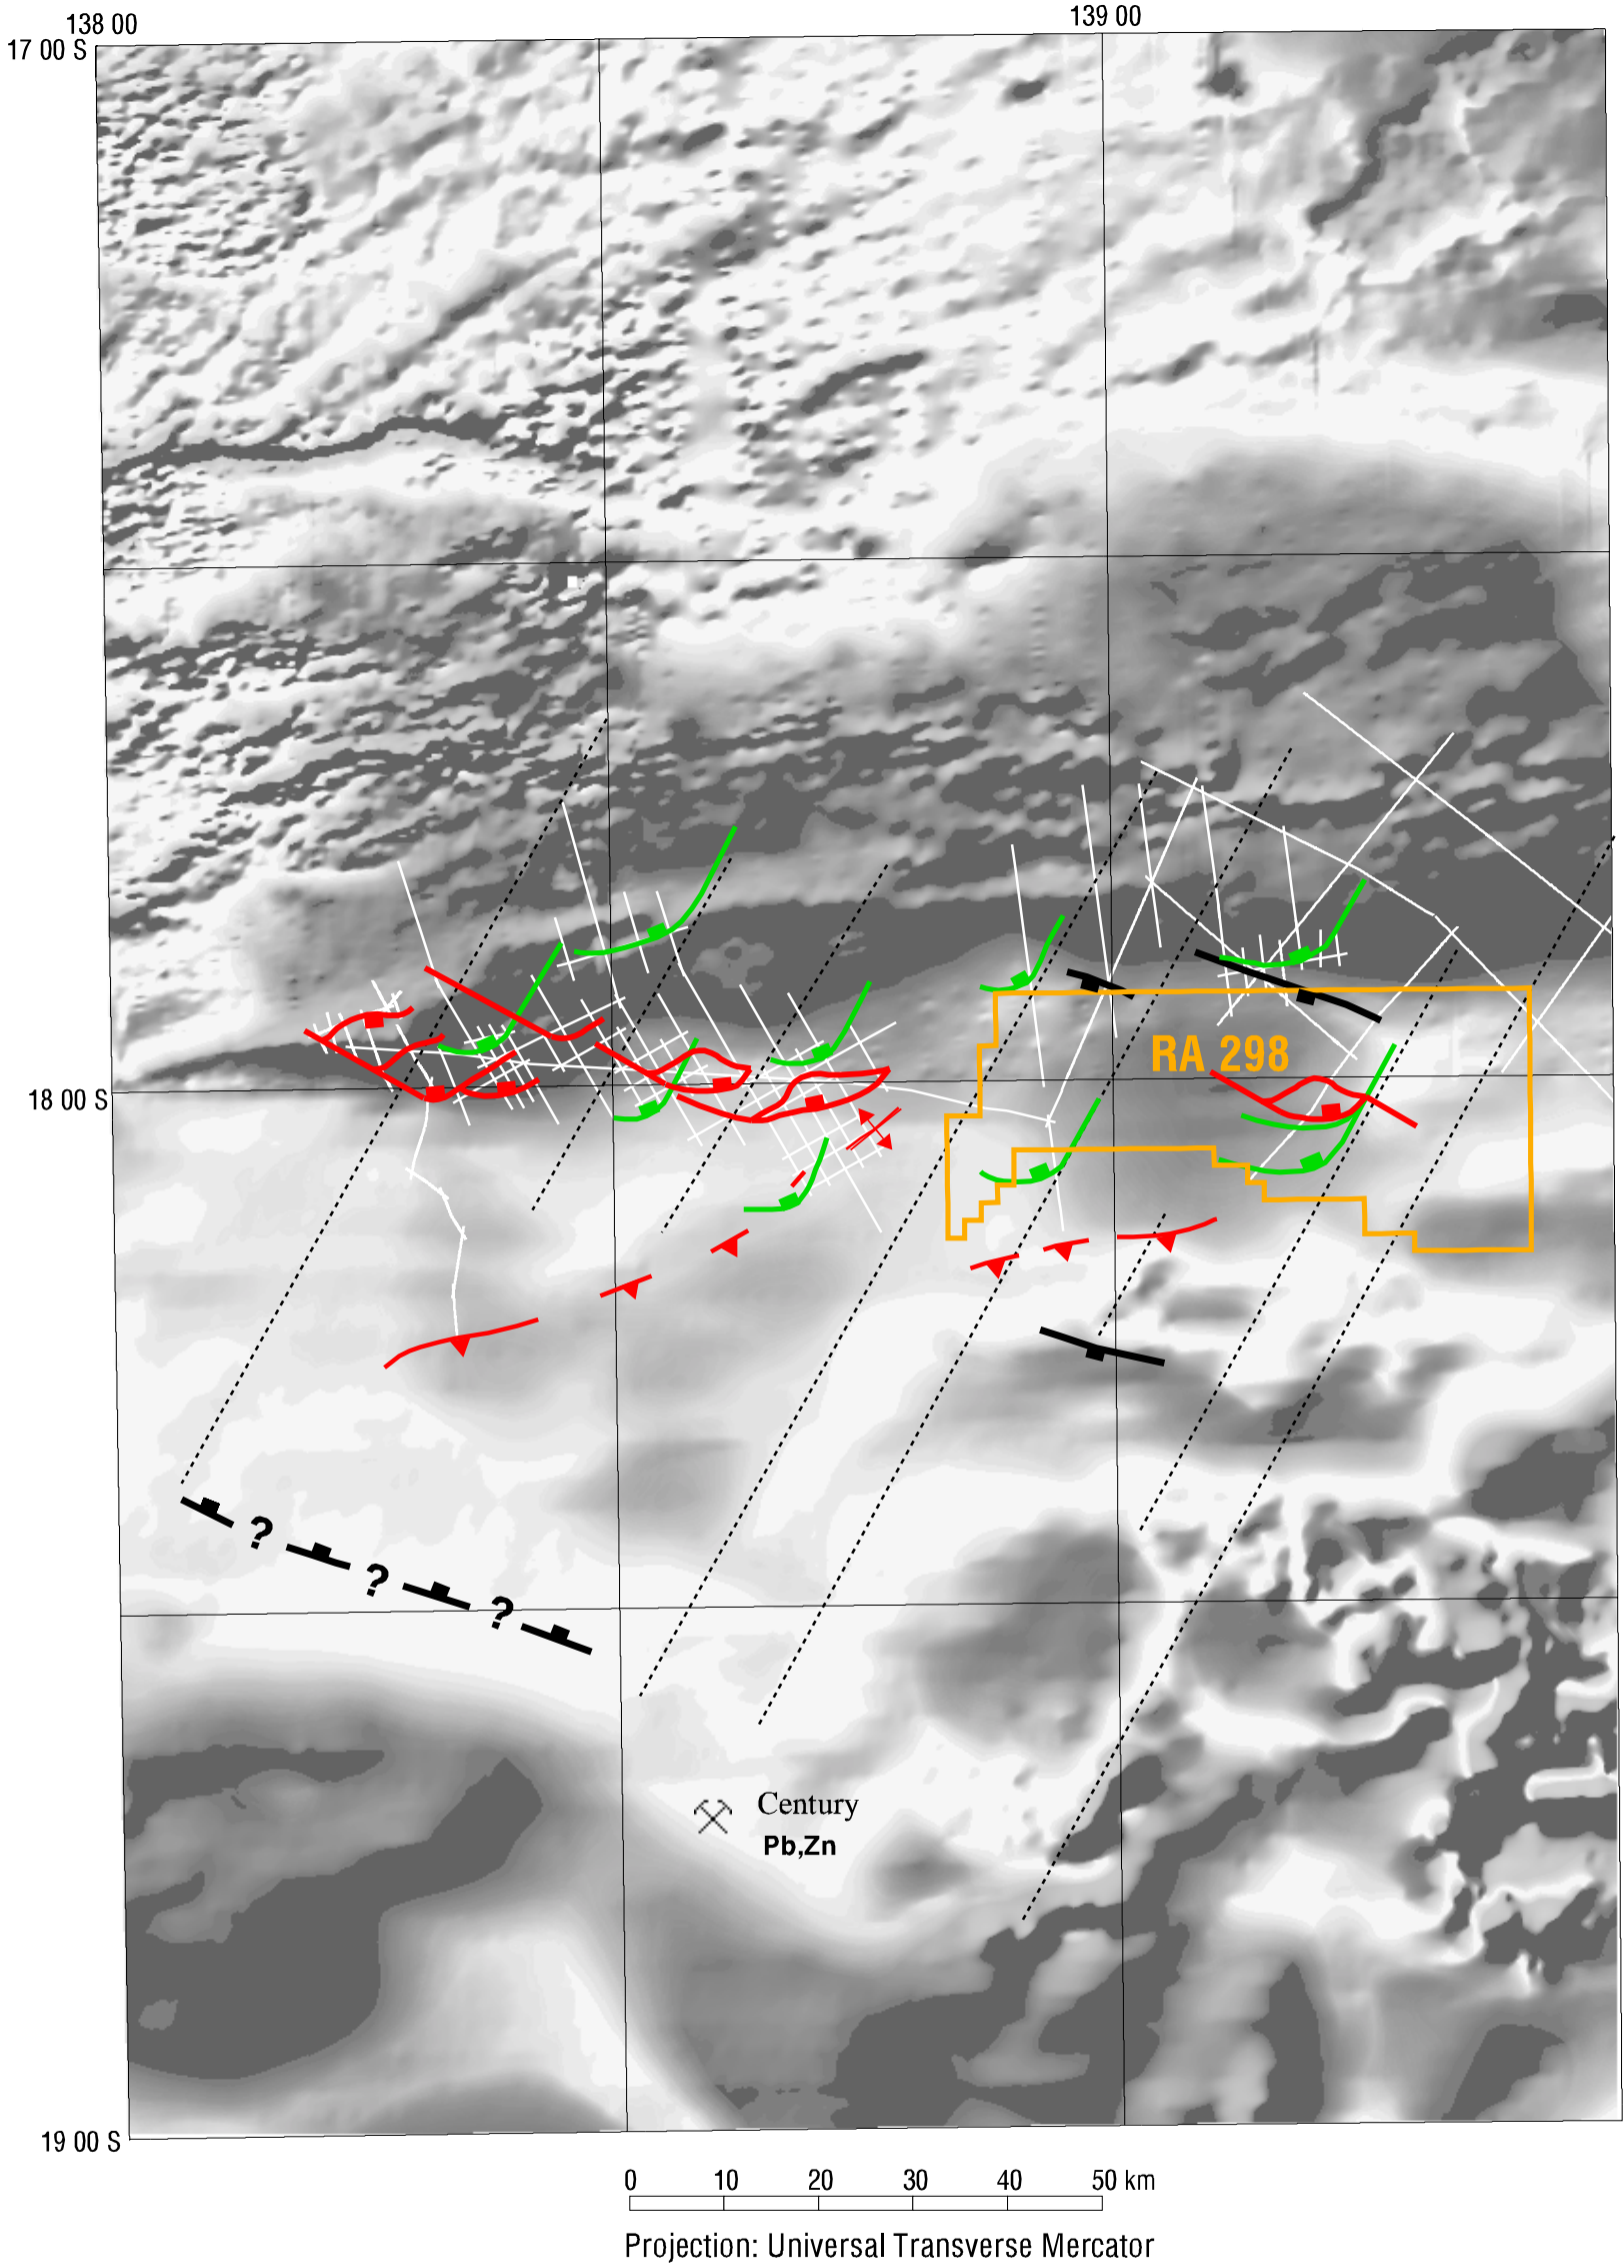 138 00
139 00
17 00 S
RA 298
18 00 S
?
?
?
Century
Pb,Zn
19 00 S
0 10 20 30 40 50 km
Projection: Universal Transverse Mercator